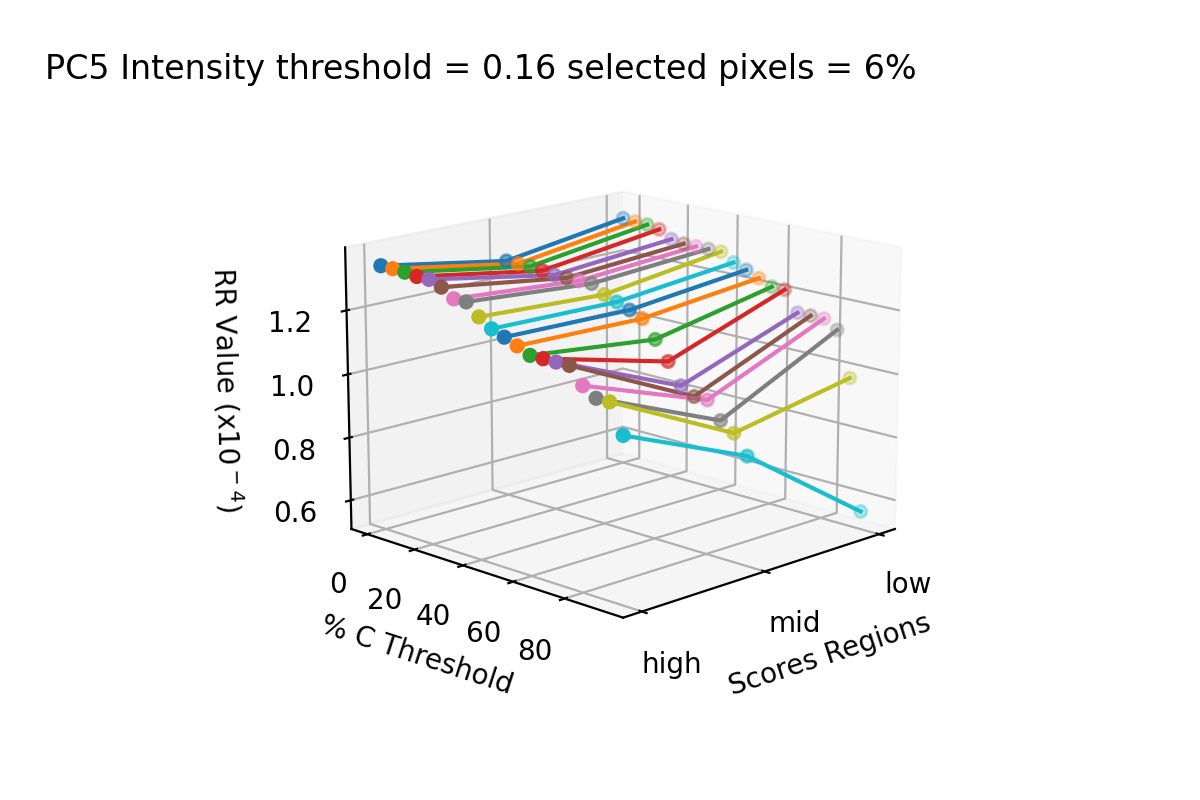 PC5 Intensity threshold = 0.16 selected pixels = 6%
RR Value (x10⁻⁴)
1.2
1.0
0.8
0.6
0
20
40
60
80
% C Threshold
high
mid
low
Scores Regions